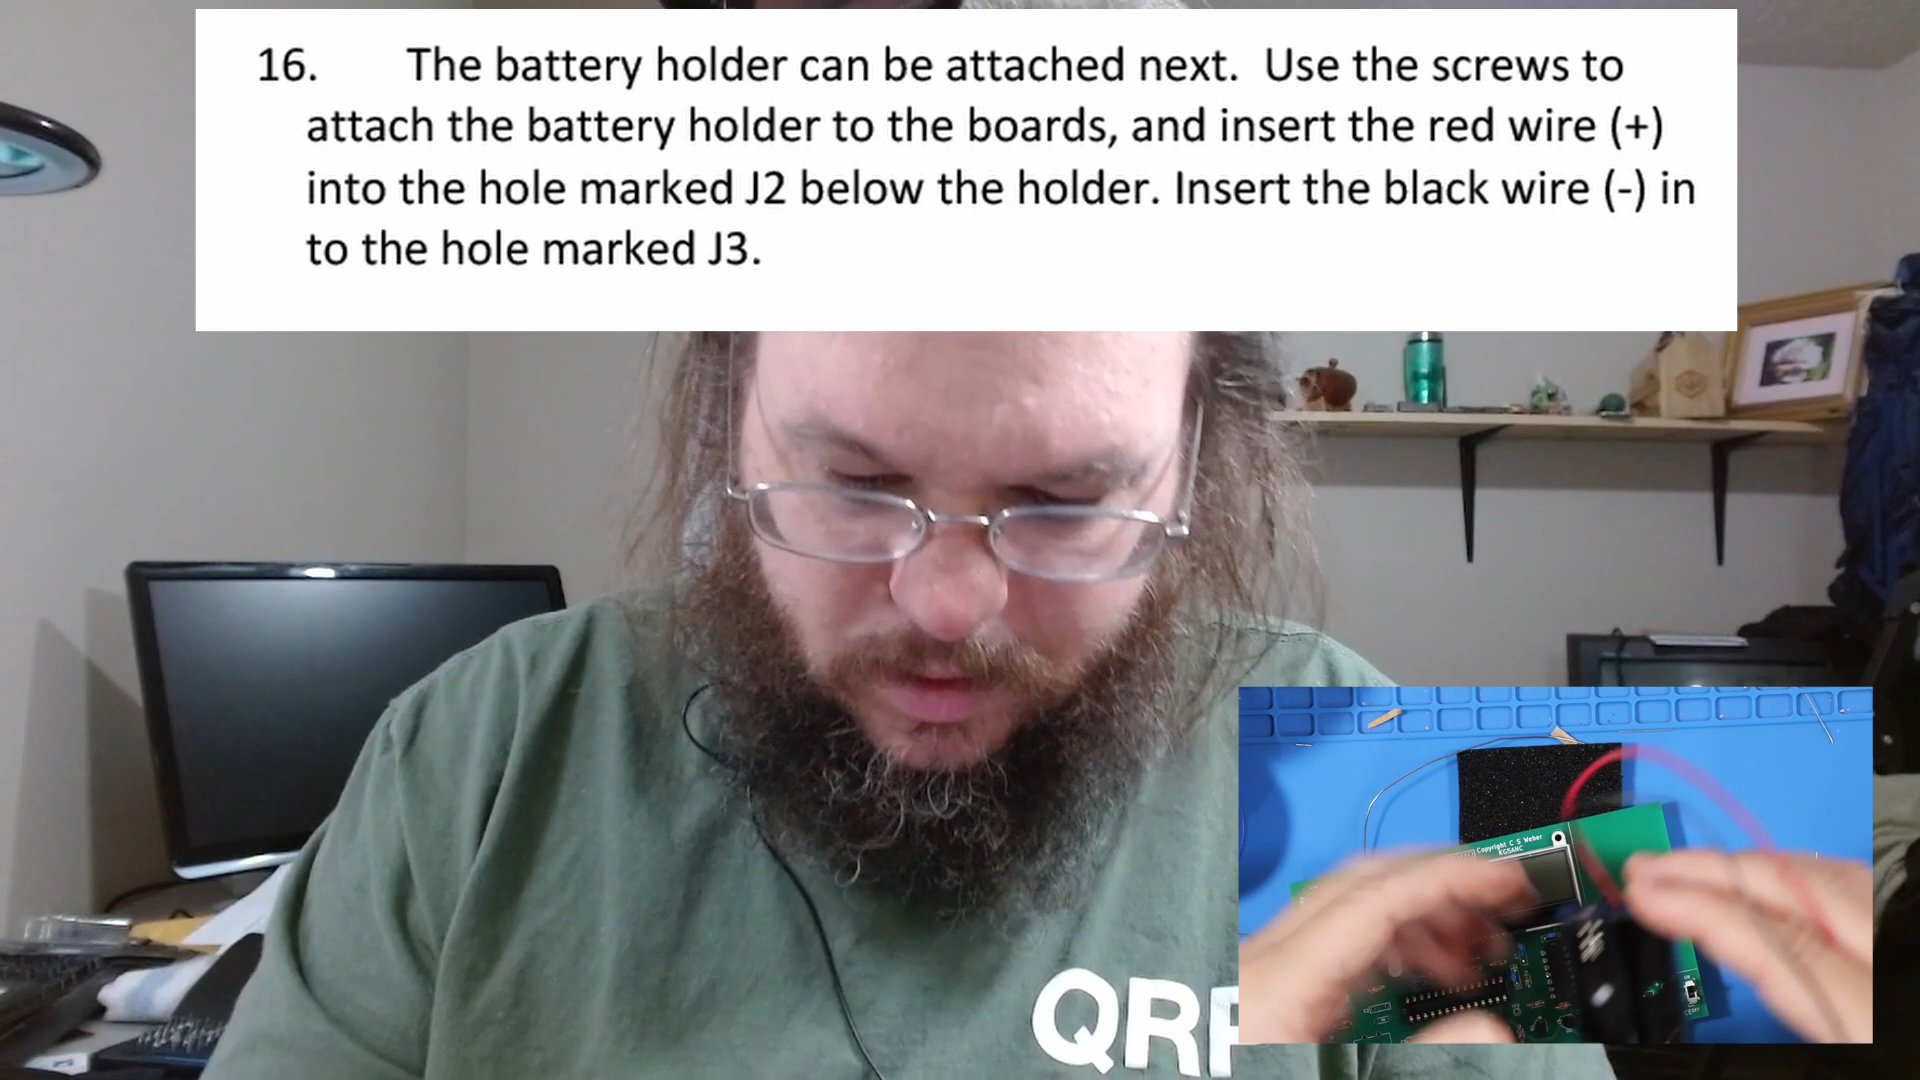 16. The battery holder can be attached next. Use the screws to
attach the battery holder to the boards, and insert the red wire (+)
into the hole marked J2 below the holder. Insert the black wire (-) in
to the hole marked J3.
QRP
Copyright C S Weber
KG5ANC